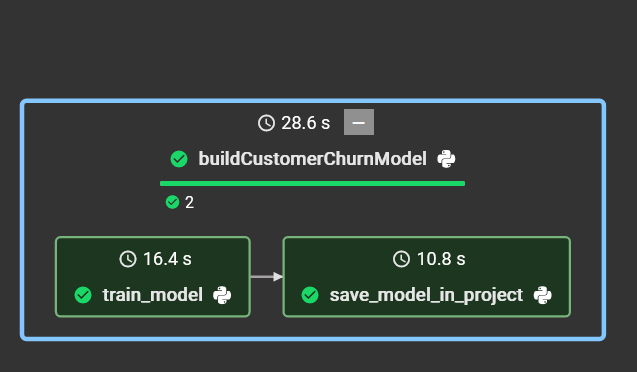 28.6 s
buildCustomerChurnModel
2
16.4 s
train_model
10.8 s
save_model_in_project